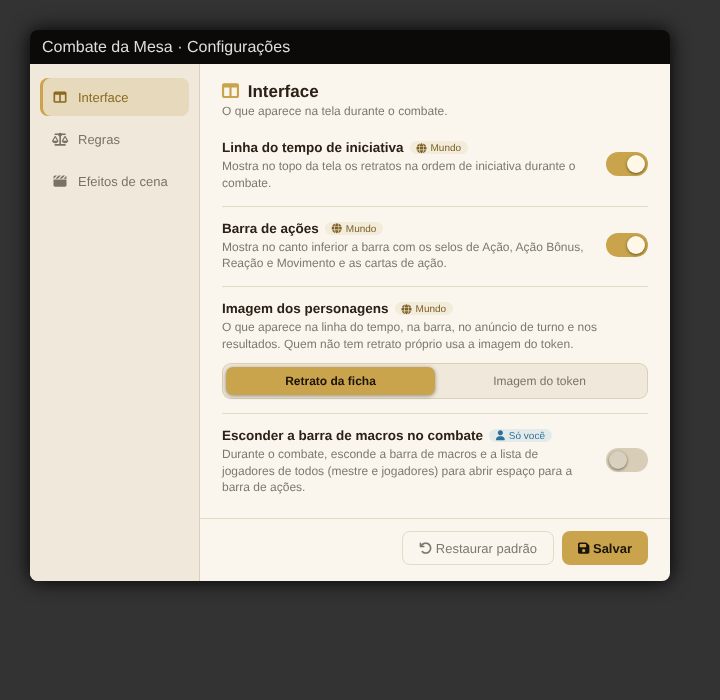 Combate da Mesa · Configurações
Interface
Regras
Efeitos de cena
Interface
O que aparece na tela durante o combate.
Linha do tempo de iniciativa Mundo
Mostra no topo da tela os retratos na ordem de iniciativa durante o
combate.
Barra de ações Mundo
Mostra no canto inferior a barra com os selos de Ação, Ação Bônus,
Reação e Movimento e as cartas de ação.
Imagem dos personagens Mundo
O que aparece na linha do tempo, na barra, no anúncio de turno e nos
resultados. Quem não tem retrato próprio usa a imagem do token.
Retrato da ficha Imagem do token
Esconder a barra de macros no combate Só você
Durante o combate, esconde a barra de macros e a lista de
jogadores de todos (mestre e jogadores) para abrir espaço para a
barra de ações.
Restaurar padrão Salvar